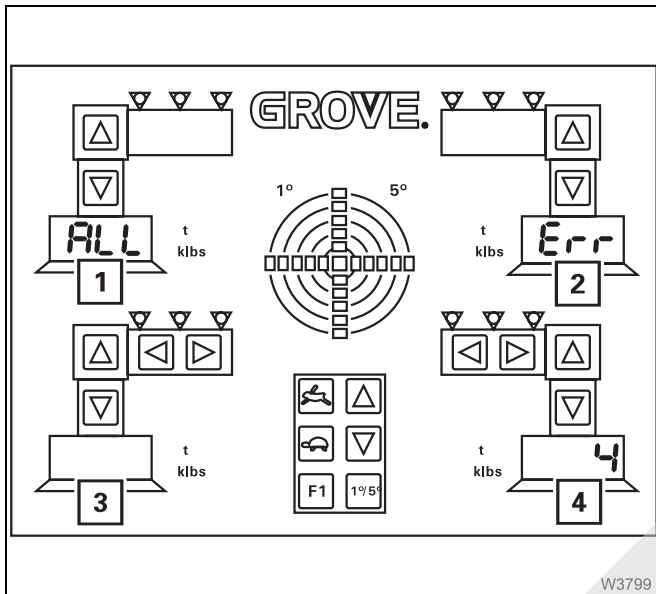 GROVE.
1° 5°
ALL t klbs
t klbs Err
1
2
t klbs
t klbs 4
3
4
F1 1°/5°
W3799